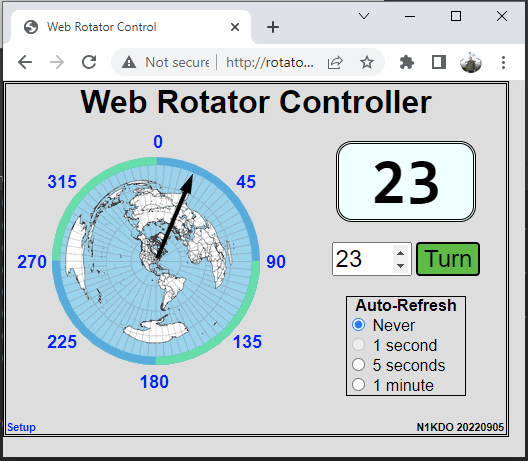 Web Rotator Control
Not secure
http://rotato...
Web Rotator Controller
0
315
45
23
270
90
23
Turn
Auto-Refresh
Never
1 second
5 seconds
1 minute
225
135
180
Setup
N1KDO 20220905